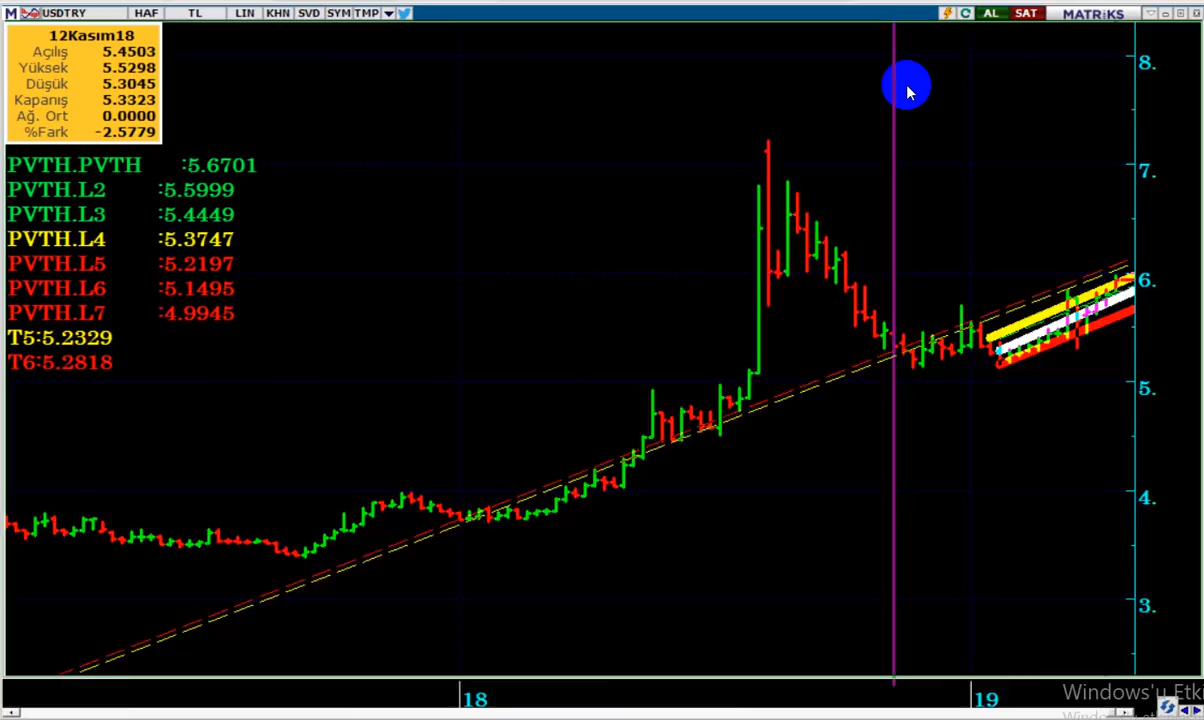 M USDTRY HAF TL LIN KHN SVD SYM TMP AL SAT MATRİKS
12Kasım18
Açılış 5.4503
Yüksek 5.5298
Düşük 5.3045
Kapanış 5.3323
Ağ. Ort 0.0000
%Fark -2.5779
PVTH.PVTH :5.6701
PVTH.L2 :5.5999
PVTH.L3 :5.4449
PVTH.L4 :5.3747
PVTH.L5 :5.2197
PVTH.L6 :5.1495
PVTH.L7 :4.9945
T5:5.2329
T6:5.2818
8.
7.
6.
5.
4.
3.
18 19
Windows'u Etki